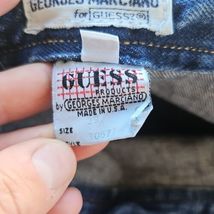 GEORGES MARCIANO
for GUESS?®
GUESS
PRODUCTS
by GEORGES MARCIANO
MADE IN U.S.A.
SIZE